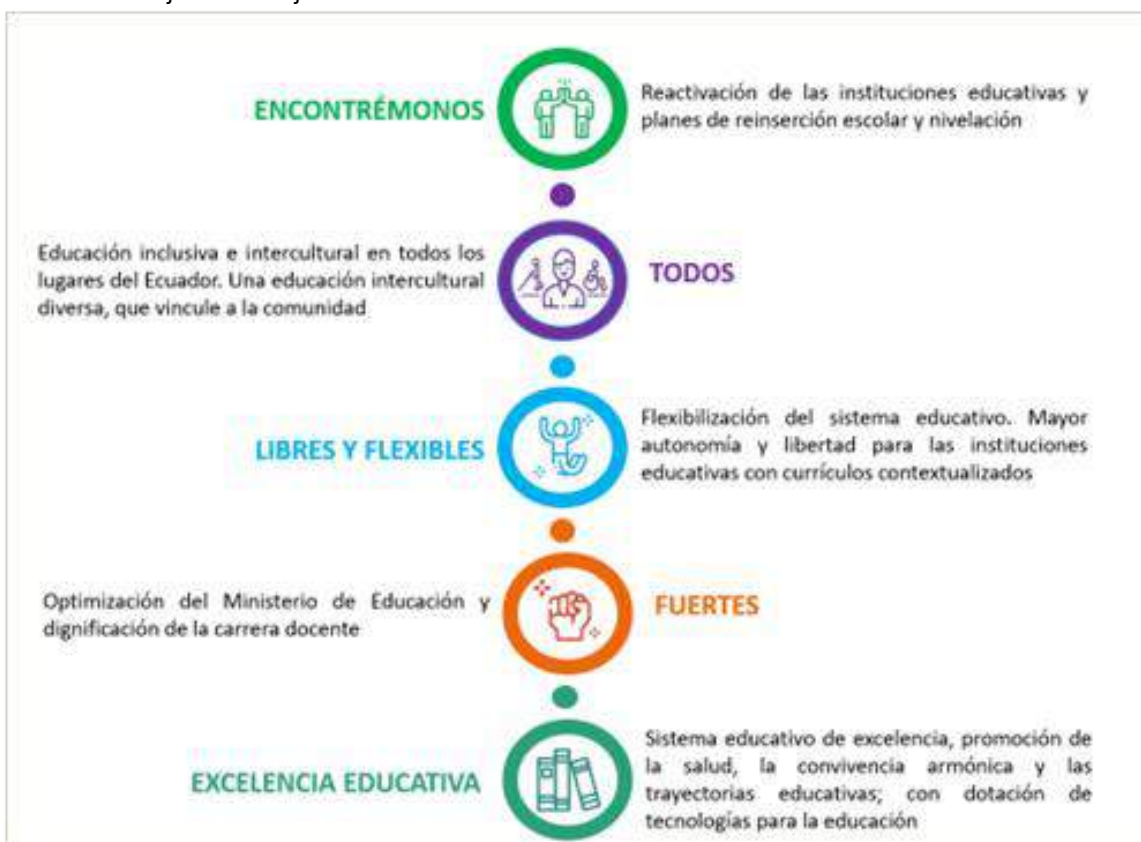 ENCONTRÉMONOS
Reactivación de las instituciones educativas y
planes de reinserción escolar y nivelación
Educación inclusiva e intercultural en todos los
lugares del Ecuador. Una educación intercultural
diversa, que vincule a la comunidad
TODOS
LIBRES Y FLEXIBLES
Flexibilización del sistema educativo. Mayor
autonomía y libertad para las instituciones
educativas con currículos contextualizados
Optimización del Ministerio de Educación y
dignificación de la carrera docente
FUERTES
EXCELENCIA EDUCATIVA
Sistema educativo de excelencia, promoción de
la salud, la convivencia armónica y las
trayectorias educativas; con dotación de
tecnologías para la educación